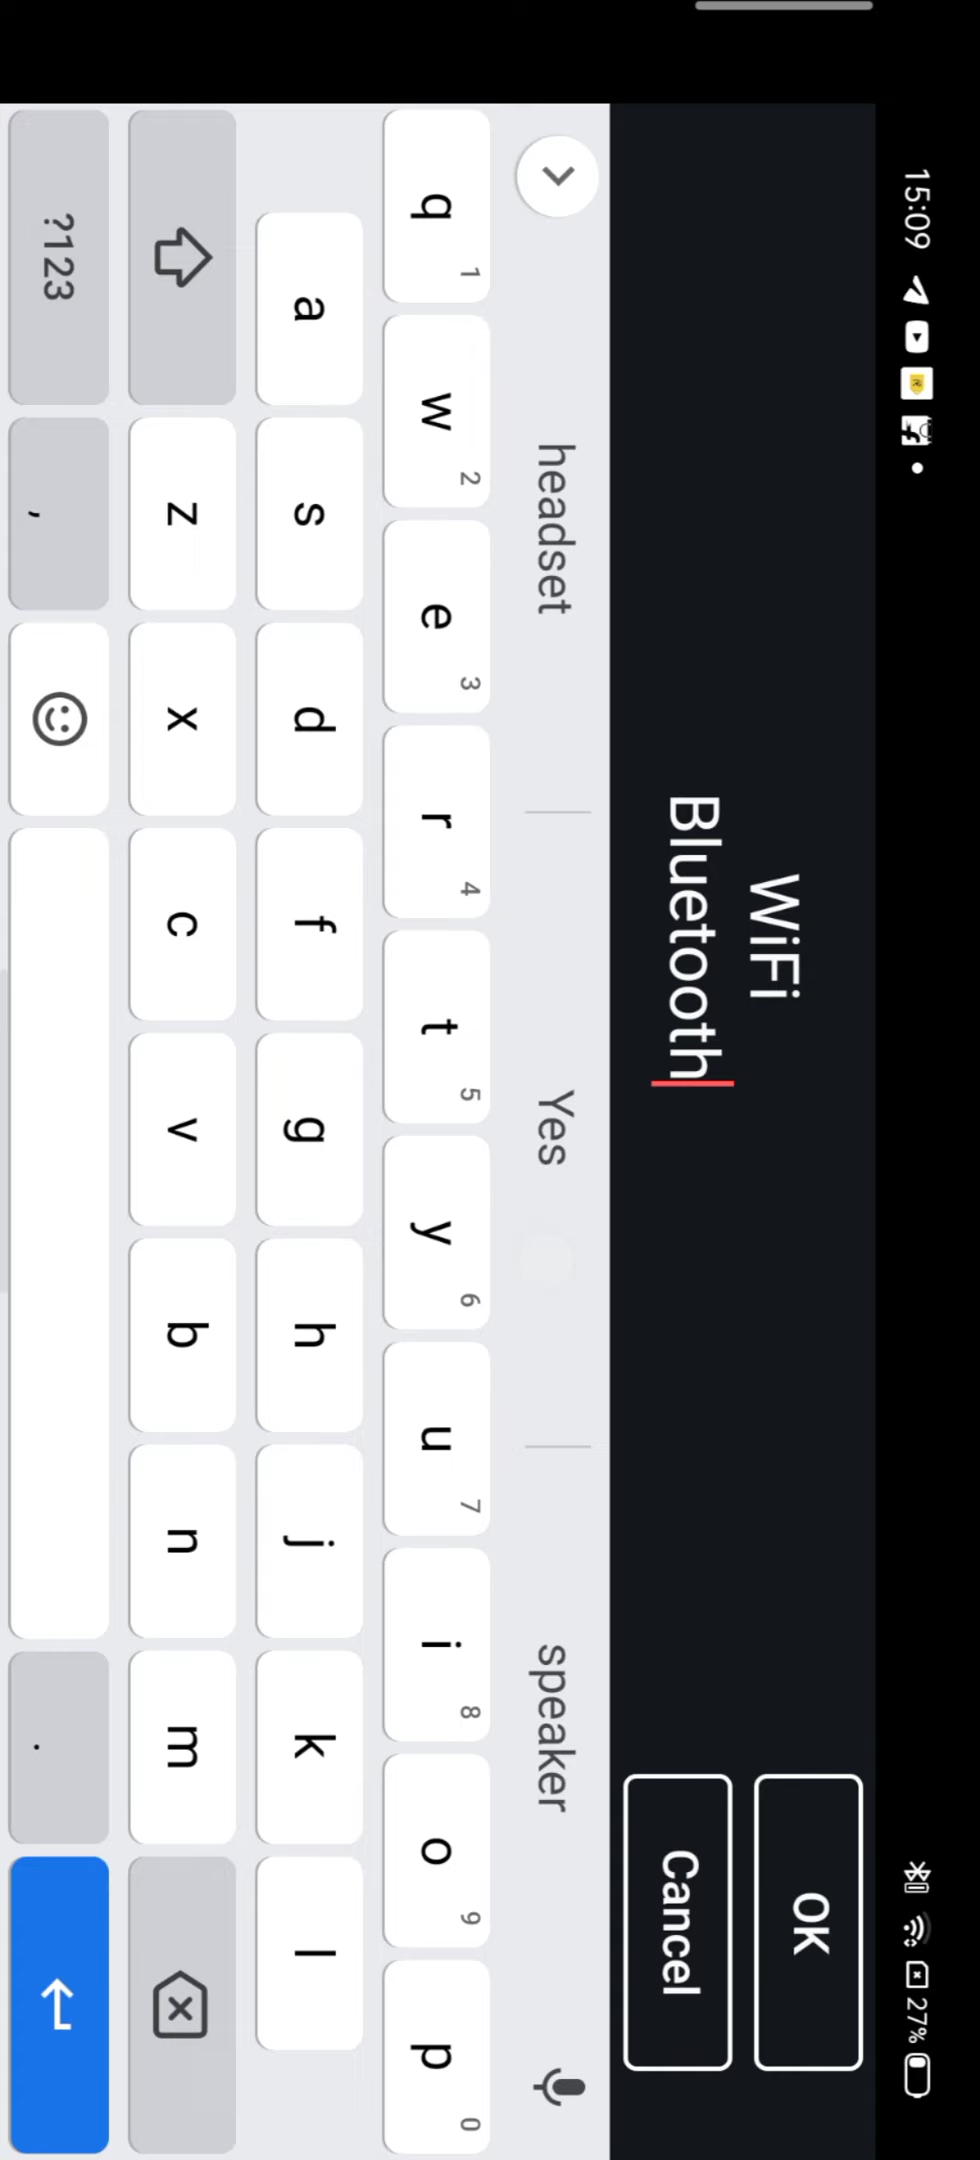 15:09
27%
WiFi
Bluetooth
OK
Cancel
headset Yes speaker
q 1 w 2 e 3 r 4 t 5 y 6 u 7 i 8 o 9 p 0
a s d f g h j k l
z x c v b n m
?123 , .